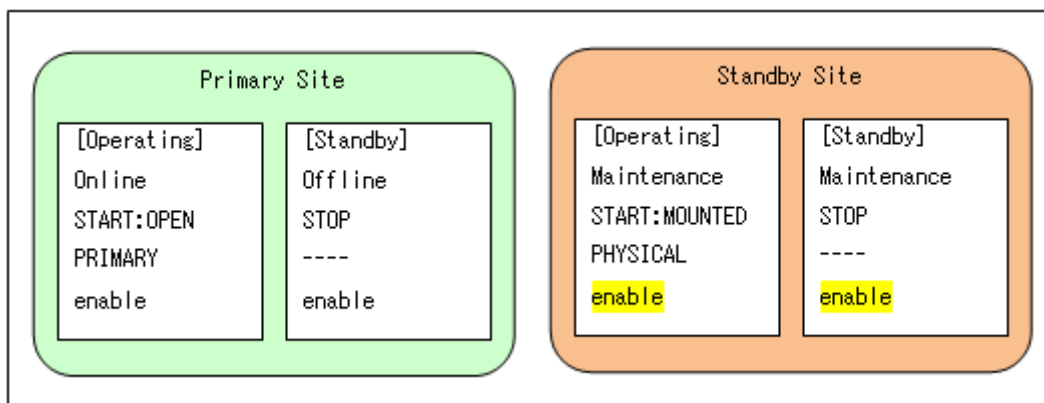 Primary Site
[Operating]
Online
START:OPEN
PRIMARY
enable
[Standby]
Offline
STOP
----
enable
Standby Site
[Operating]
Maintenance
START:MOUNTED
PHYSICAL
enable
[Standby]
Maintenance
STOP
----
enable